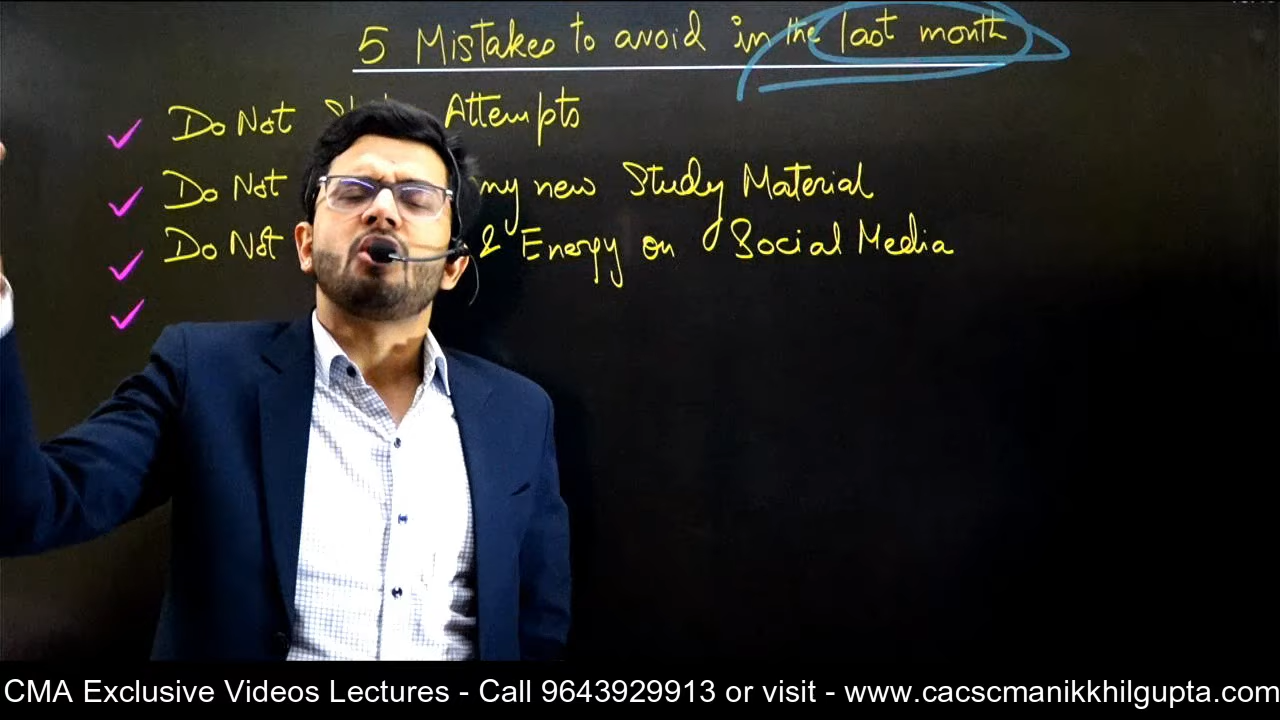 5 Mistakes to avoid in the last month
Do Not Attempts
Do Not new Study Material
Do Not & Energy on Social Media
CMA Exclusive Videos Lectures - Call 9643929913 or visit - www.cacscmanikkhilgupta.com